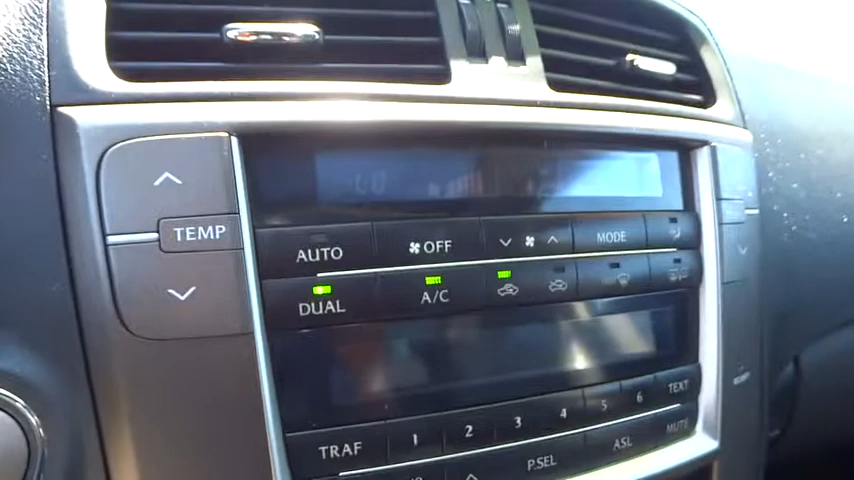 TEMP
AUTO OFF MODE
DUAL A/C
TRAF 1 2 3 4 5 6 TEXT
P.SEL ASL MUTE